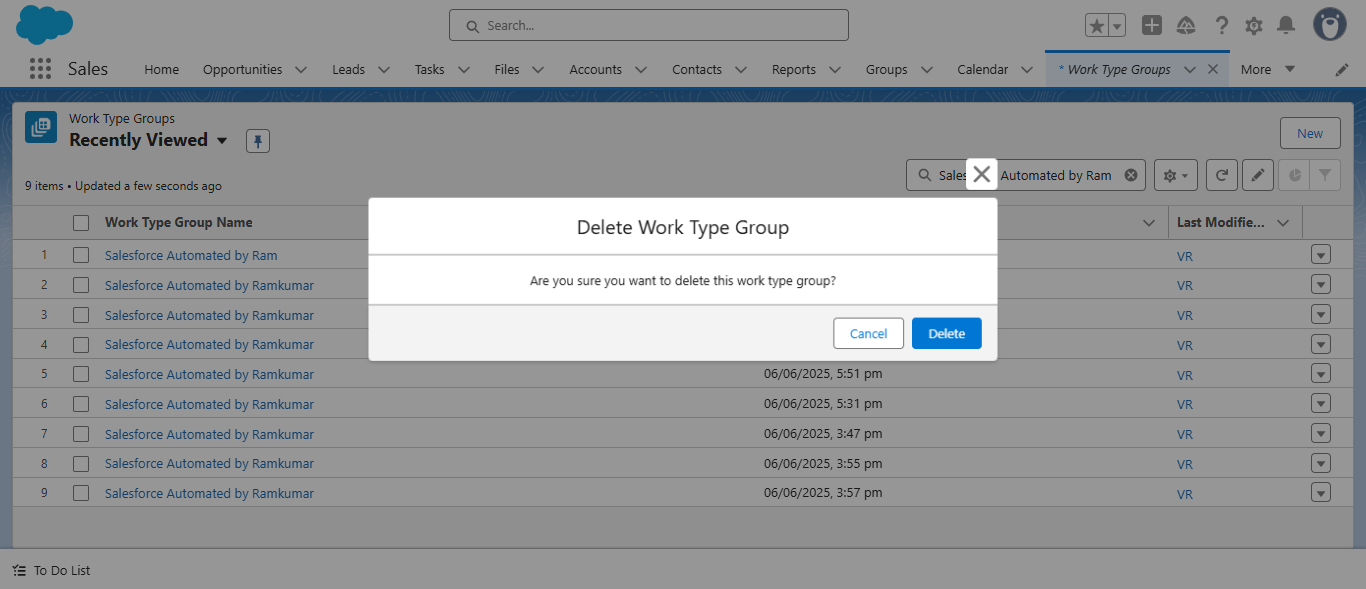 Search...
Sales
Home
Opportunities
Leads
Tasks
Files
Accounts
Contacts
Reports
Groups
Calendar
* Work Type Groups
More
Work Type Groups
Recently Viewed
New
9 items • Updated a few seconds ago
Automated by Ram
Work Type Group Name
Last Modifie...
1 Salesforce Automated by Ram VR
2 Salesforce Automated by Ramkumar VR
3 Salesforce Automated by Ramkumar VR
4 Salesforce Automated by Ramkumar VR
5 Salesforce Automated by Ramkumar 06/06/2025, 5:51 pm VR
6 Salesforce Automated by Ramkumar 06/06/2025, 5:31 pm VR
7 Salesforce Automated by Ramkumar 06/06/2025, 3:47 pm VR
8 Salesforce Automated by Ramkumar 06/06/2025, 3:55 pm VR
9 Salesforce Automated by Ramkumar 06/06/2025, 3:57 pm VR
Delete Work Type Group
Are you sure you want to delete this work type group?
Cancel
Delete
To Do List